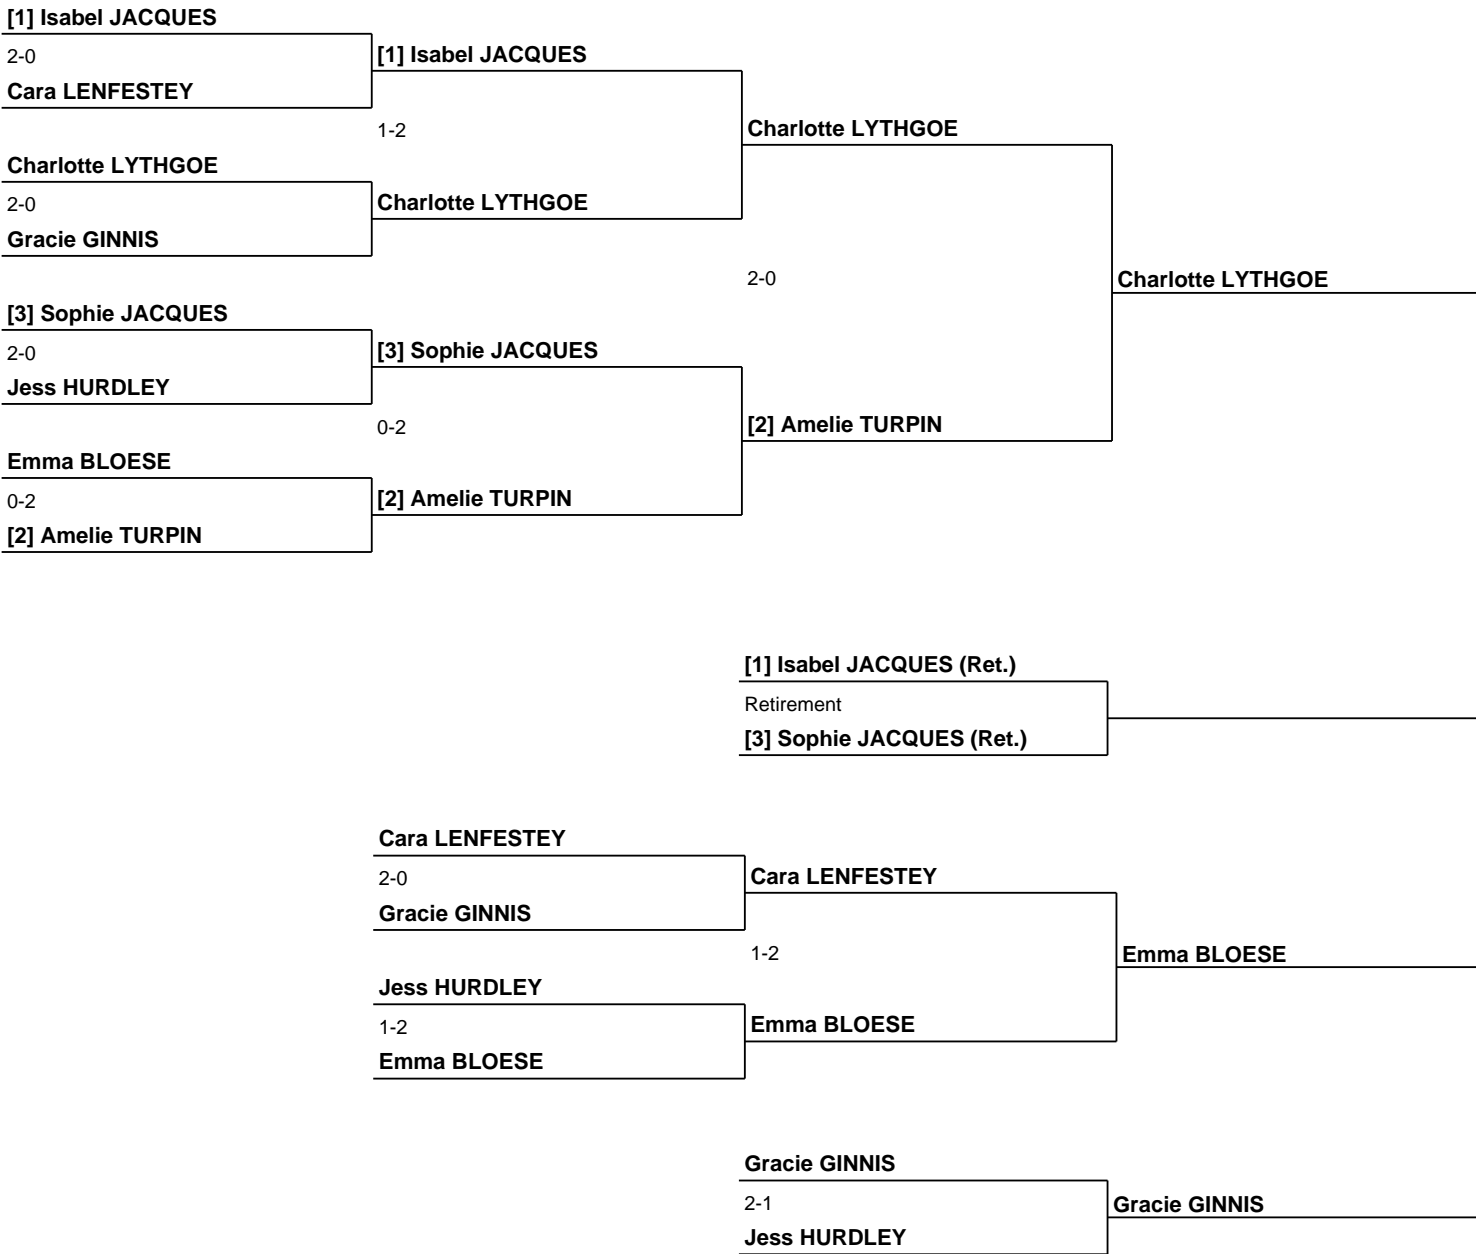 [1] Isabel JACQUES
2-0
Cara LENFESTEY
[1] Isabel JACQUES
1-2
Charlotte LYTHGOE
2-0
Gracie GINNIS
Charlotte LYTHGOE
Charlotte LYTHGOE
2-0
Charlotte LYTHGOE
[3] Sophie JACQUES
2-0
Jess HURDLEY
[3] Sophie JACQUES
0-2
Emma BLOESE
0-2
[2] Amelie TURPIN
[2] Amelie TURPIN
[2] Amelie TURPIN
[1] Isabel JACQUES (Ret.)
Retirement
[3] Sophie JACQUES (Ret.)
Cara LENFESTEY
2-0
Gracie GINNIS
Cara LENFESTEY
1-2
Emma BLOESE
Jess HURDLEY
1-2
Emma BLOESE
Emma BLOESE
Gracie GINNIS
2-1
Jess HURDLEY
Gracie GINNIS